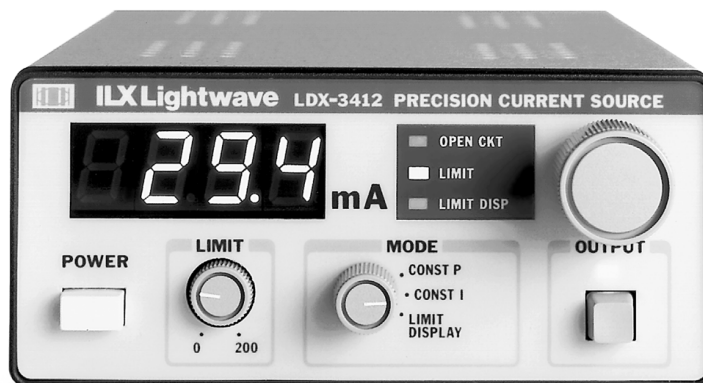 ILX Lightwave LDX-3412 PRECISION CURRENT SOURCE
29.4 mA
OPEN CKT
LIMIT
LIMIT DISP
POWER
LIMIT
0 200
MODE
CONST P
CONST I
LIMIT
DISPLAY
OUTPUT